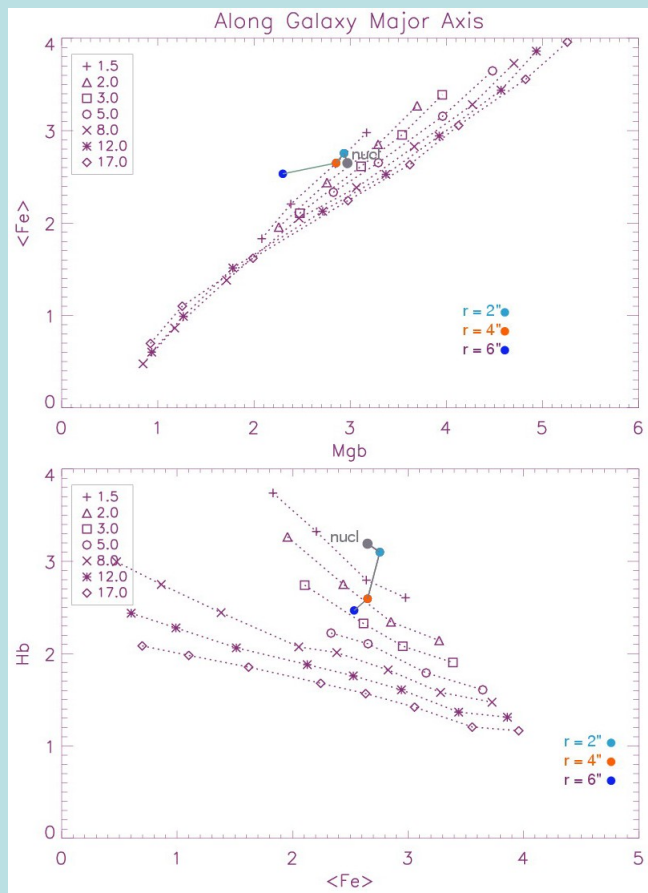 Along Galaxy Major Axis
4
3
2
1
0
<Fe>
1.5
2.0
3.0
5.0
8.0
12.0
17.0
nucl
r = 2"
r = 4"
r = 6"
0 1 2 3 4 5 6
Mgb
4
3
2
1
0
Hb
1.5
2.0
3.0
5.0
8.0
12.0
17.0
nucl
r = 2"
r = 4"
r = 6"
0 1 2 3 4 5
<Fe>